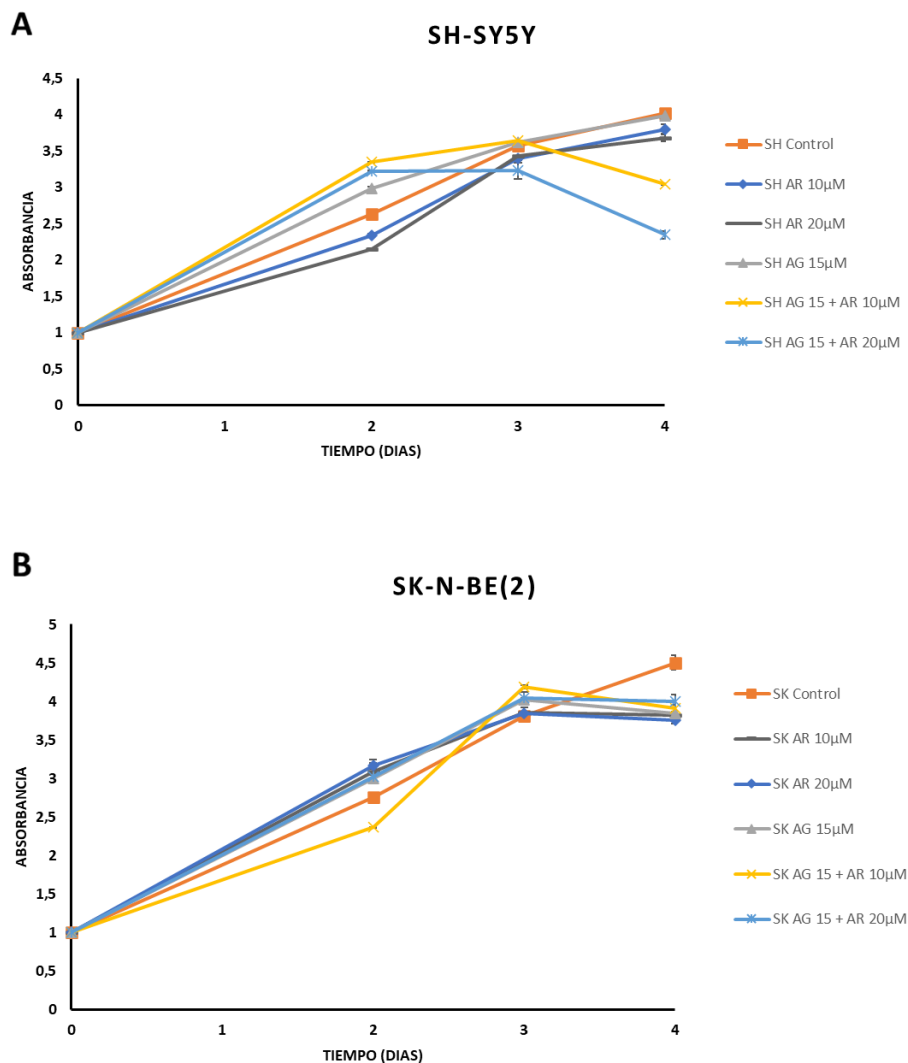 A
SH-SY5Y
4,5
4
3,5
3
2,5
2
1,5
1
0,5
0
ABSORBANCIA
0 1 2 3 4
TIEMPO (DIAS)
SH Control
SH AR 10µM
SH AR 20µM
SH AG 15µM
SH AG 15 + AR 10µM
SH AG 15 + AR 20µM
B
SK-N-BE(2)
5
4,5
4
3,5
3
2,5
2
1,5
1
0,5
0
ABSORBANCIA
0 1 2 3 4
TIEMPO (DIAS)
SK Control
SK AR 10µM
SK AR 20µM
SK AG 15µM
SK AG 15 + AR 10µM
SK AG 15 + AR 20µM